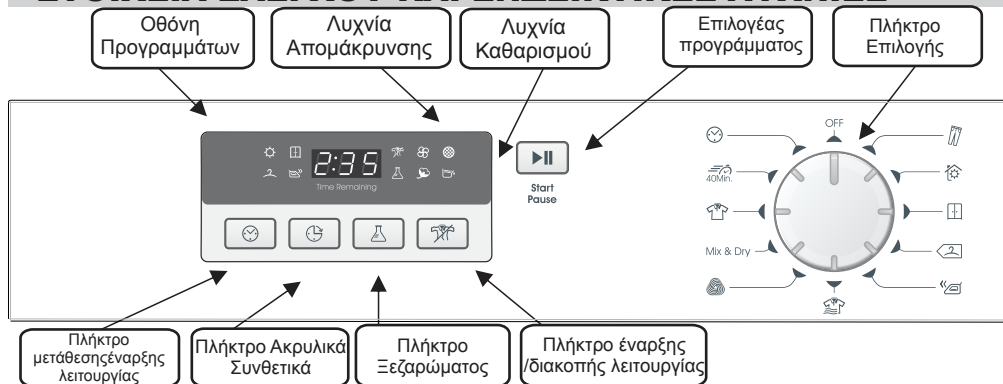 Οθόνη
Προγραμμάτων
Λυχνία
Απομάκρυνσης
Λυχνία
Καθαρισμού
Επιλογέας
προγράμματος
Πλήκτρο
Επιλογής
2:35
Time Remaining
Start
Pause
OFF
40Min.
Mix & Dry
Πλήκτρο
μετάθεσηςέναρξης
λειτουργίας
Πλήκτρο Ακρυλικά
Συνθετικά
Πλήκτρο
Ξεζαρώματος
Πλήκτρο έναρξης
/διακοπής λειτουργίας